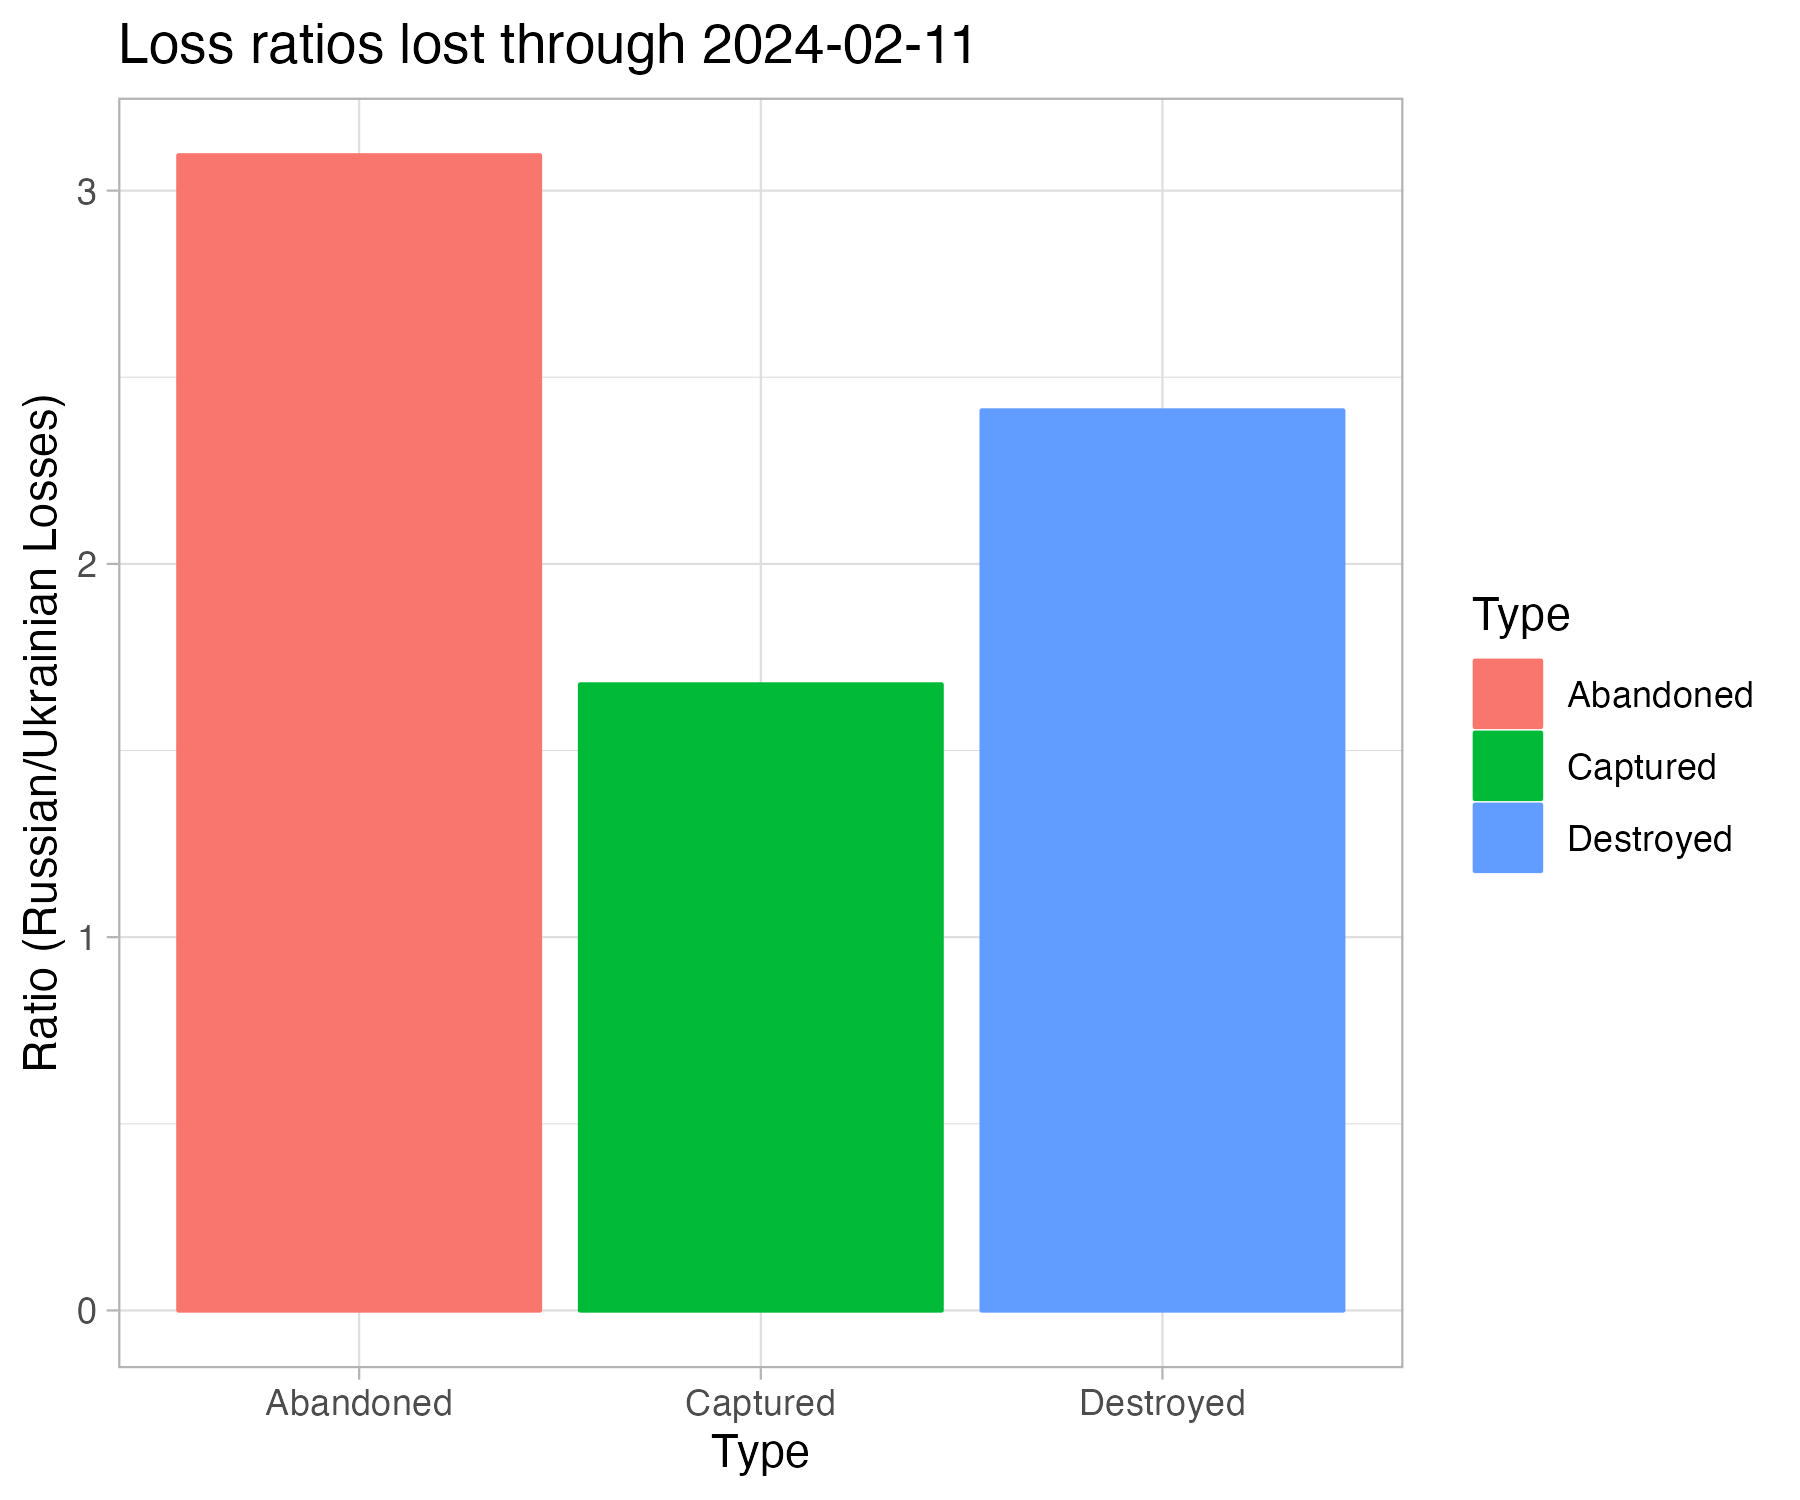 Loss ratios lost through 2024-02-11
Ratio (Russian/Ukrainian Losses)
3
2
1
0
Abandoned
Captured
Destroyed
Type
Type
Abandoned
Captured
Destroyed